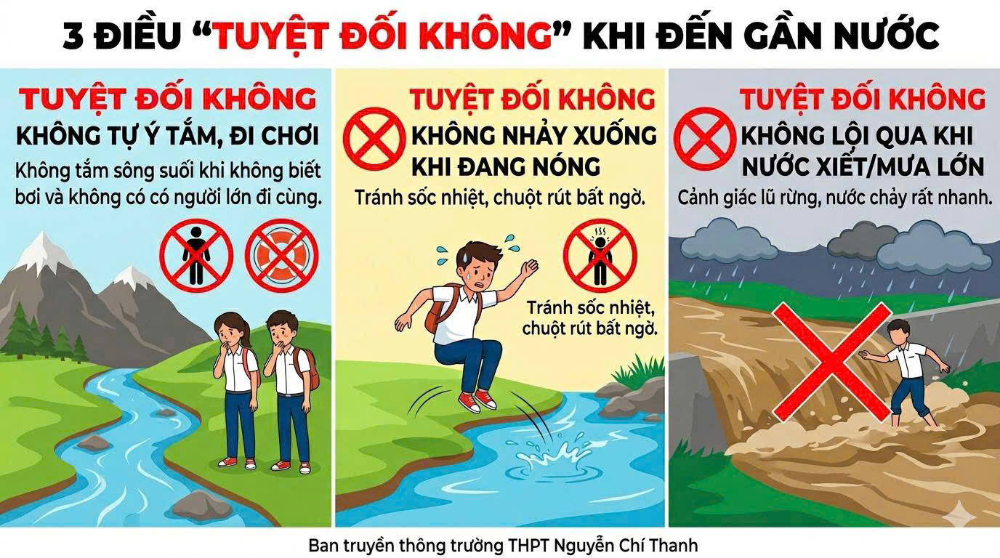 3 ĐIỀU “TUYỆT ĐỐI KHÔNG” KHI ĐẾN GẦN NƯỚC
TUYỆT ĐỐI KHÔNG
KHÔNG TỰ Ý TẮM, ĐI CHƠI
Không tắm sông suối khi không biết
bơi và không có có người lớn đi cùng.
TUYỆT ĐỐI KHÔNG
KHÔNG NHẢY XUỐNG
KHI ĐANG NÓNG
Tránh sốc nhiệt, chuột rút bất ngờ.
Tránh sốc nhiệt,
chuột rút bất ngờ.
TUYỆT ĐỐI KHÔNG
KHÔNG LỘI QUA KHI
NƯỚC XIẾT/MƯA LỚN
Cảnh giác lũ rừng, nước chảy rất nhanh.
Ban truyền thông trường THPT Nguyễn Chí Thanh